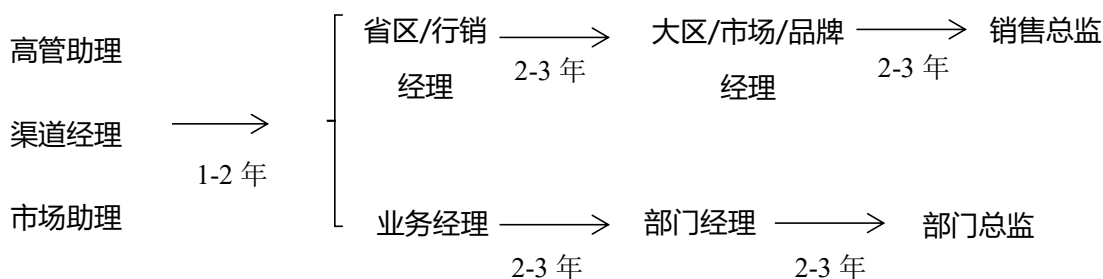 高管助理
渠道经理
市场助理
1-2 年
省区/行销
经理
2-3 年
大区/市场/品牌
经理
2-3 年
销售总监
业务经理
2-3 年
部门经理
2-3 年
部门总监